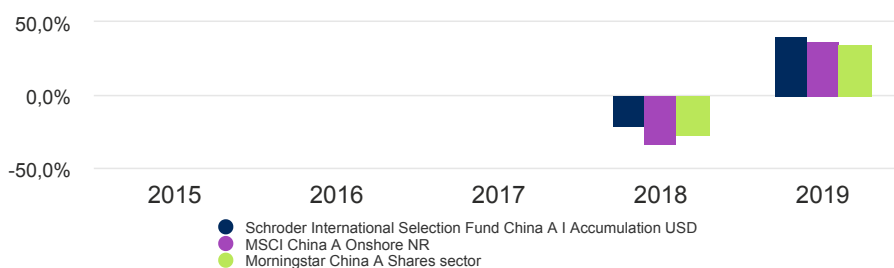 50,0%
0,0%
-50,0%
2015 2016 2017 2018 2019
Schroder International Selection Fund China A I Accumulation USD
MSCI China A Onshore NR
Morningstar China A Shares sector